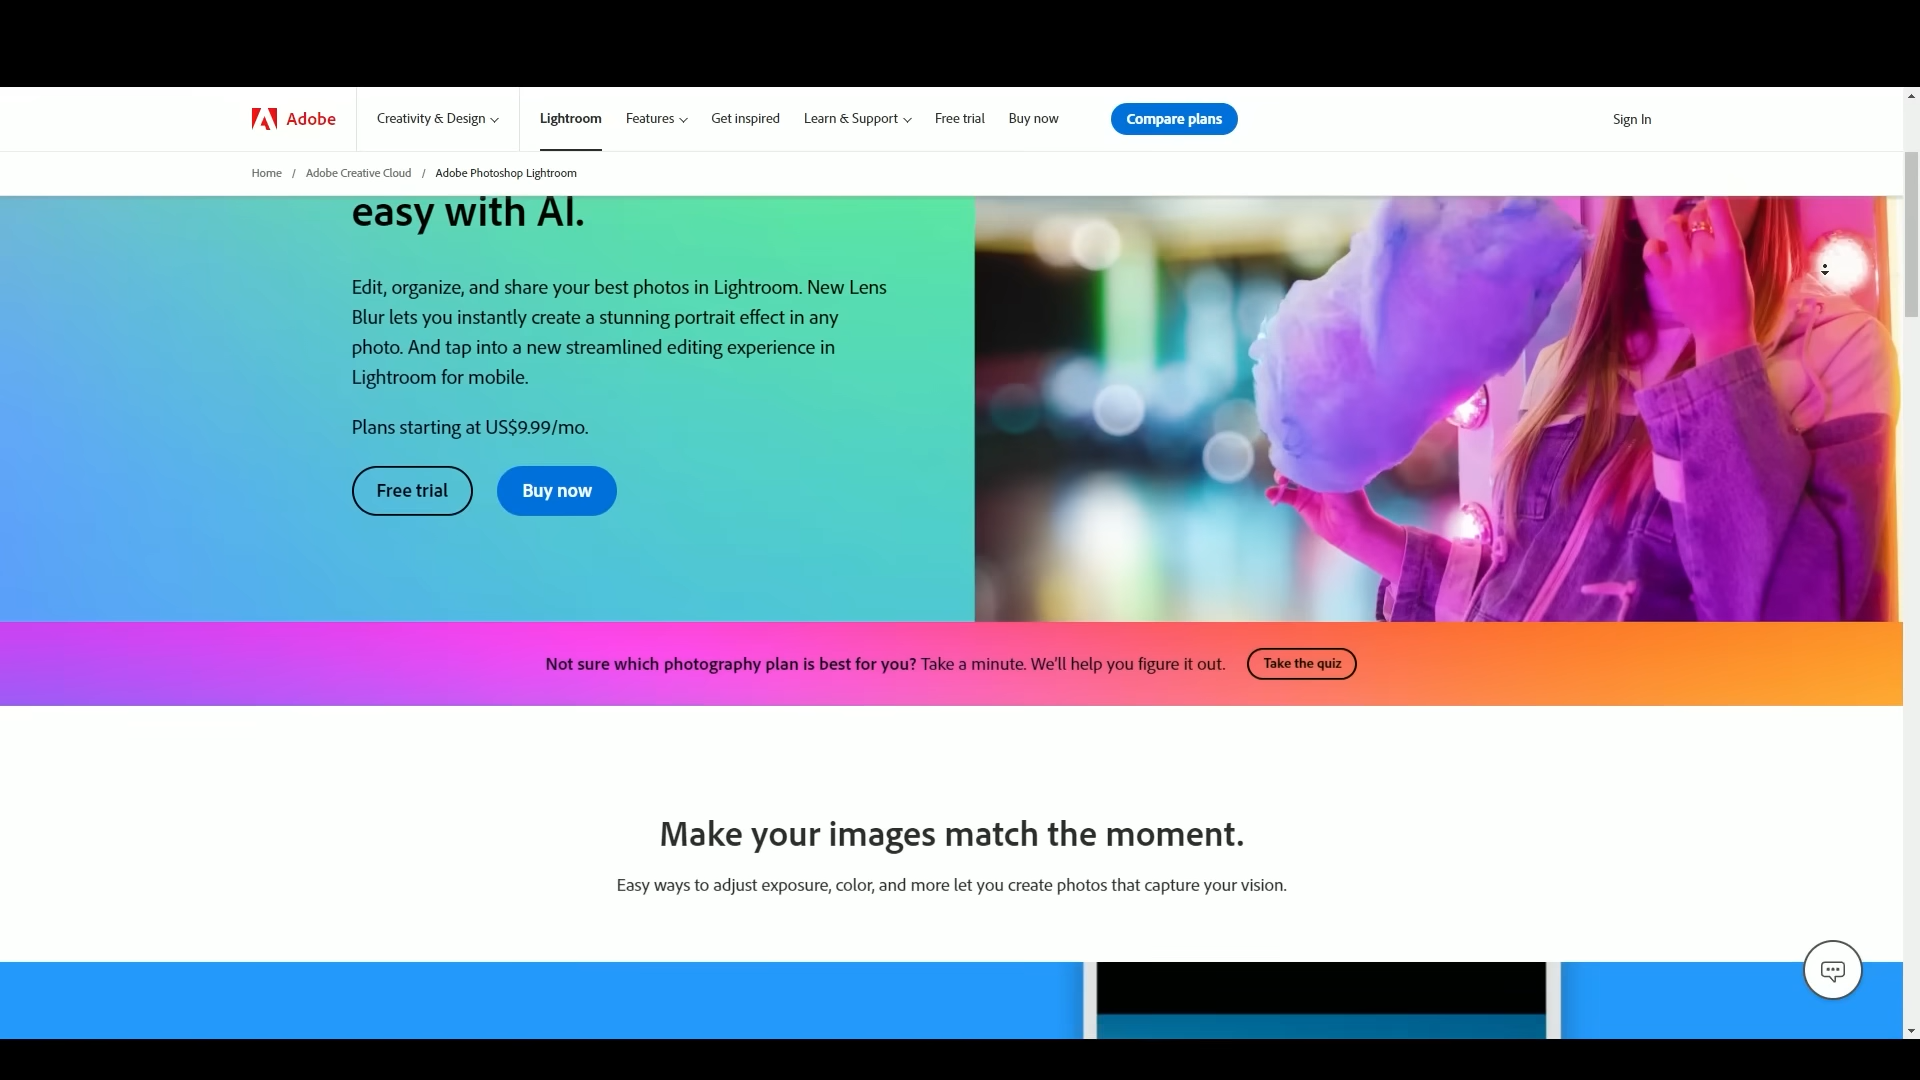 Adobe
Creativity & Design
Lightroom
Features
Get inspired
Learn & Support
Free trial
Buy now
Compare plans
Sign In
Home / Adobe Creative Cloud / Adobe Photoshop Lightroom
easy with AI.
Edit, organize, and share your best photos in Lightroom. New Lens
Blur lets you instantly create a stunning portrait effect in any
photo. And tap into a new streamlined editing experience in
Lightroom for mobile.
Plans starting at US$9.99/mo.
Free trial
Buy now
Not sure which photography plan is best for you? Take a minute. We'll help you figure it out.
Take the quiz
Make your images match the moment.
Easy ways to adjust exposure, color, and more let you create photos that capture your vision.